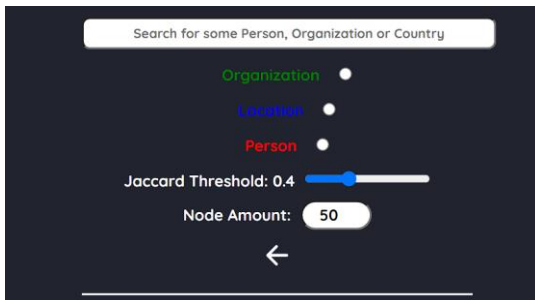 Search for some Person, Organization or Country
Organization
Location
Person
Jaccard Threshold: 0.4
Node Amount: 50